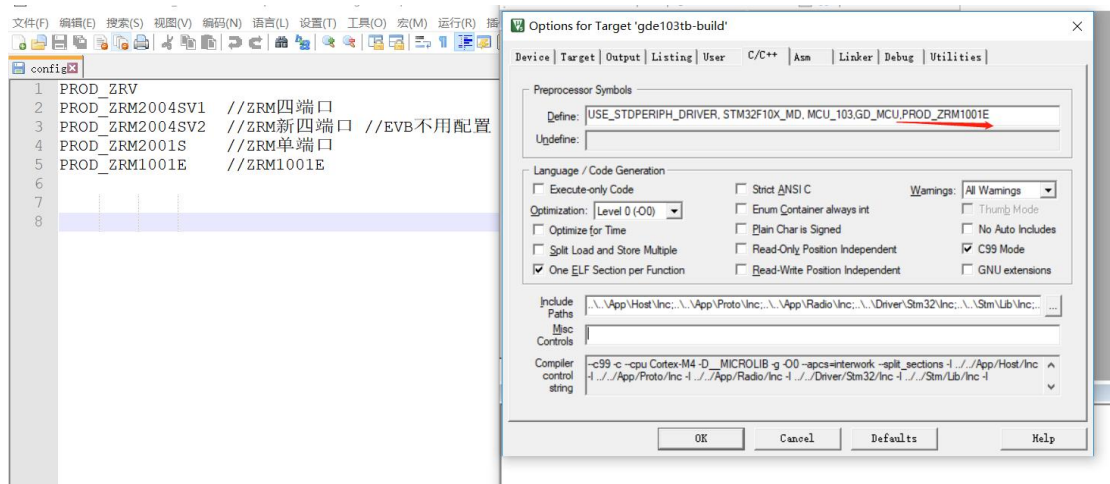 文件(F) 编辑(E) 搜索(S) 视图(V) 编码(N) 语言(L) 设置(T) 工具(O) 宏(M) 运行(R) 插
config
1 PROD_ZRV
2 PROD_ZRM2004SV1 //ZRM四端口
3 PROD_ZRM2004SV2 //ZRM新四端口 //EVB不用配置
4 PROD_ZRM2001S //ZRM单端口
5 PROD_ZRM1001E //ZRM1001E
6
7
8
Options for Target 'gde103tb-build'
Device Target Output Listing User C/C++ Asm Linker Debug Utilities
Preprocessor Symbols
Define: USE_STDPERIPH_DRIVER, STM32F10X_MD, MCU_103,GD_MCU,PROD_ZRM1001E
Undefine:
Language / Code Generation
Execute-only Code Strict ANSI C Warnings: All Warnings
Optimization: Level 0 (-O0) Enum Container always int Thumb Mode
Optimize for Time Plain Char is Signed No Auto Includes
Split Load and Store Multiple Read-Only Position Independent C99 Mode
One ELF Section per Function Read-Write Position Independent GNU extensions
Include Paths ..\..\App\Host\Inc;..\..\App\Proto\Inc;..\..\App\Radio\Inc;..\..\Driver\Stm32\Inc;..\..\Stm\Lib\Inc;.. ...
Misc Controls
Compiler control string --c99 -c --cpu Cortex-M4 -D__MICROLIB -g -O0 --apcs=interwork --split_sections -I ../../App/Host/Inc
-I ../../App/Proto/Inc -I ../../App/Radio/Inc -I ../../Driver/Stm32/Inc -I ../../Stm/Lib/Inc -I
OK Cancel Defaults Help